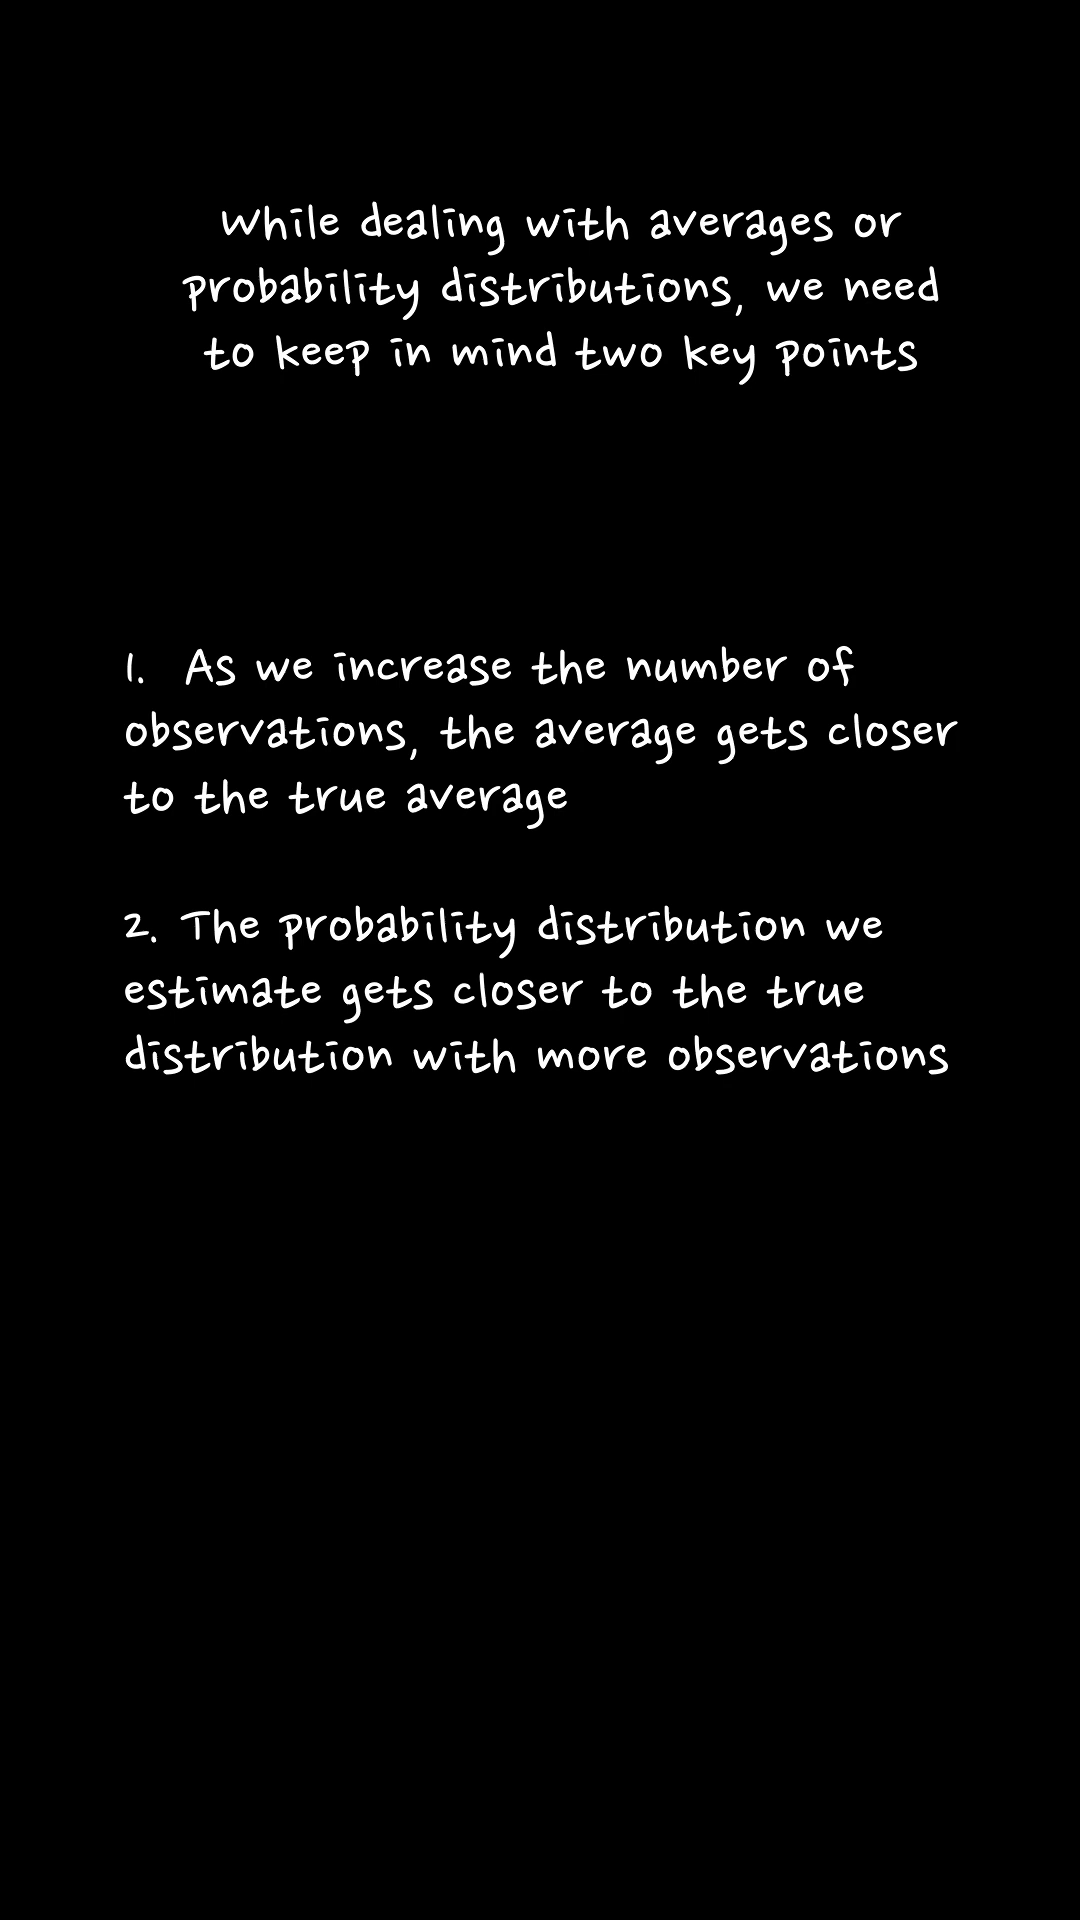 While dealing with averages or
probability distributions, we need
to keep in mind two key points
1. As we increase the number of
observations, the average gets closer
to the true average
2. The probability distribution we
estimate gets closer to the true
distribution with more observations